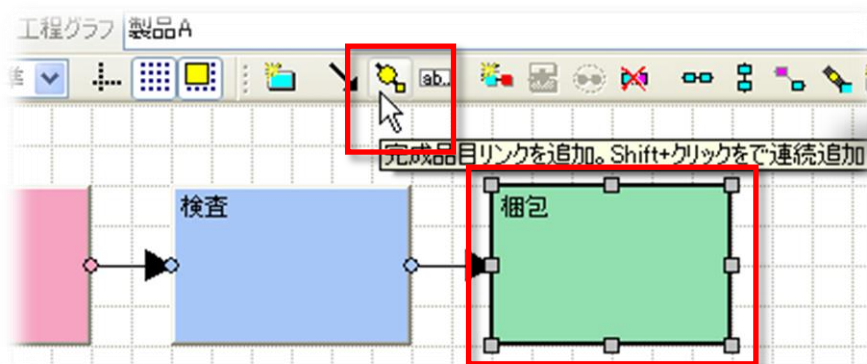 工程グラフ 製品A
準
ab..
完成品目リンクを追加。Shift+クリックをで連続追加
検査
梱包